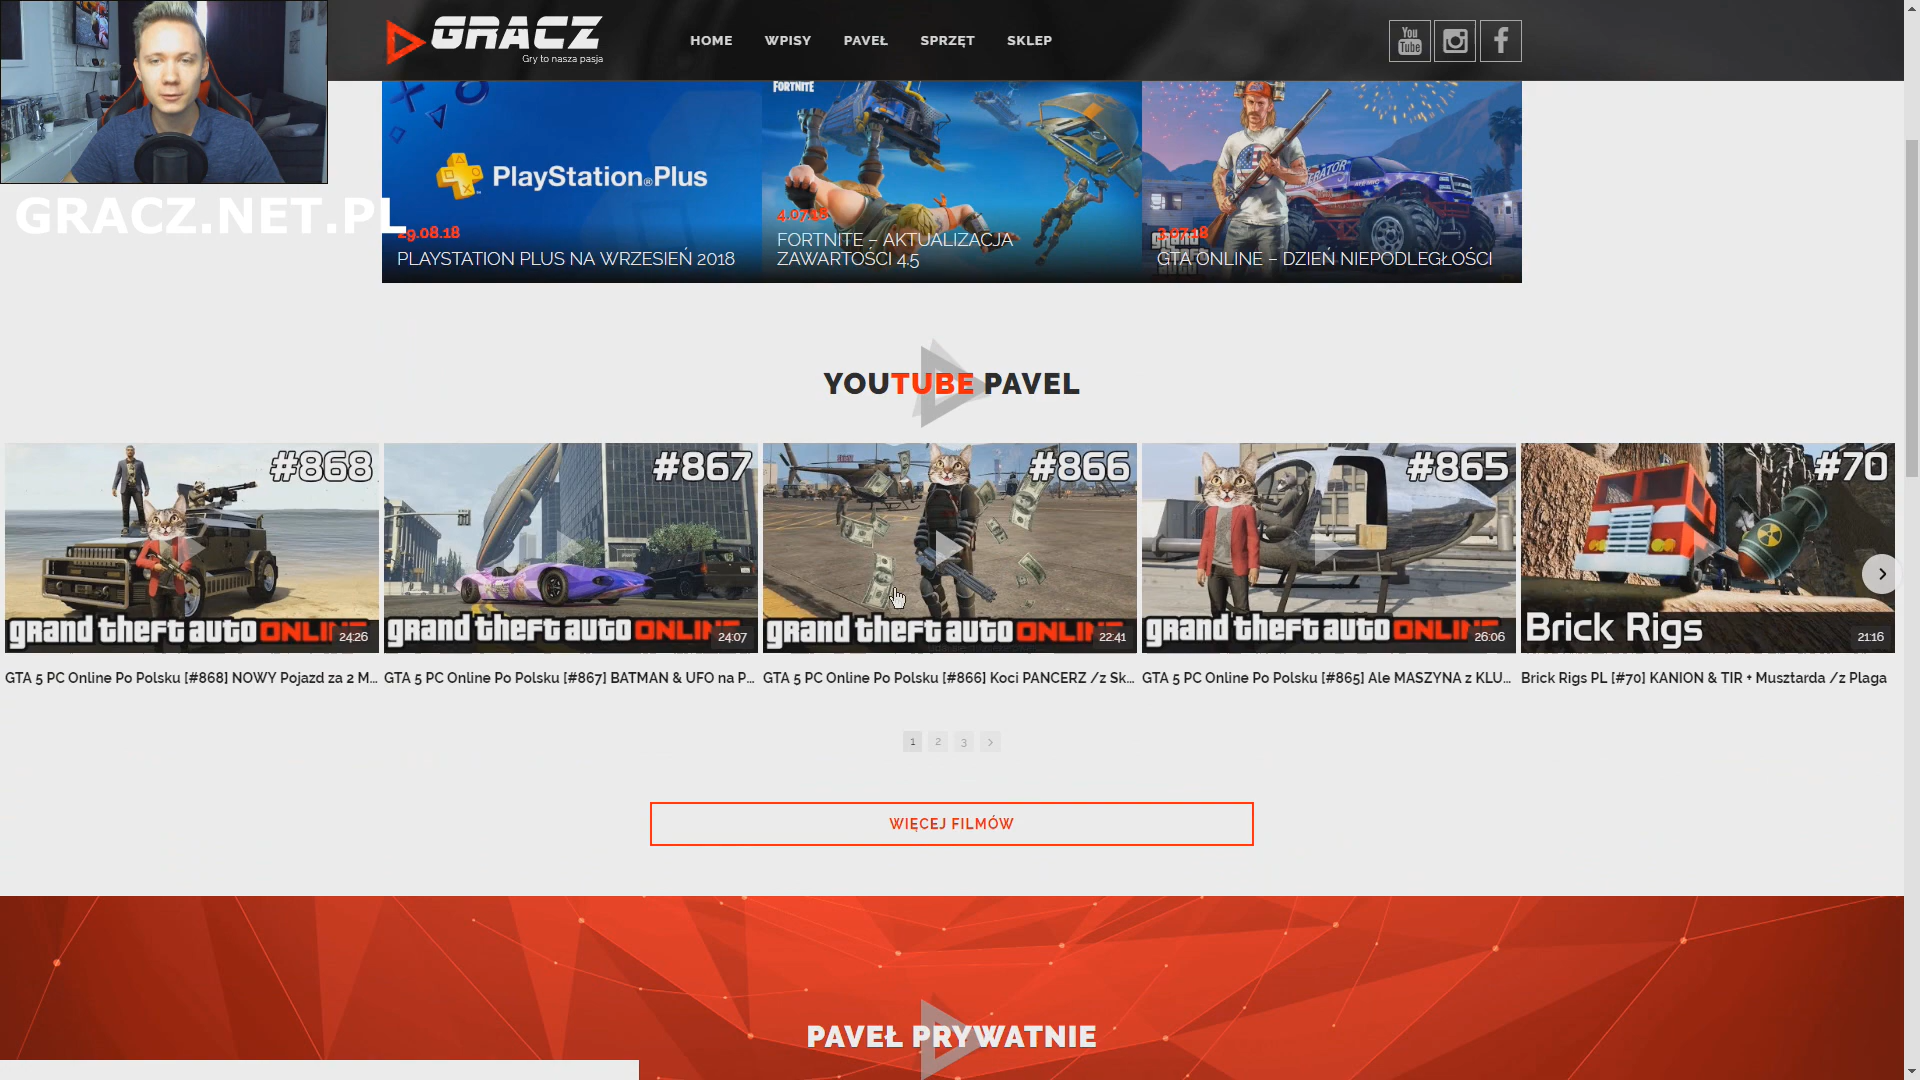 GRACZ
Gry to nasza pasja
HOME WPISY PAVEŁ SPRZĘT SKLEP
You Tube
GRACZ.NET.PL
PlayStation®Plus
29.08.18
PLAYSTATION PLUS NA WRZESIEŃ 2018
FORTNITE
4.07.18
FORTNITE – AKTUALIZACJA
ZAWARTOŚCI 4.5
3.07.18
GTA ONLINE – DZIEŃ NIEPODLEGŁOŚCI
YOUTUBE PAVEL
#868
grand theft auto ONLINE
24:26
#867
grand theft auto ONLINE
24:07
#866
grand theft auto ONLINE
22:41
#865
grand theft auto ONLINE
26:06
#70
Brick Rigs
21:16
GTA 5 PC Online Po Polsku [#868] NOWY Pojazd za 2 M...
GTA 5 PC Online Po Polsku [#867] BATMAN & UFO na P...
GTA 5 PC Online Po Polsku [#866] Koci PANCERZ /z Sk...
GTA 5 PC Online Po Polsku [#865] Ale MASZYNA z KLU...
Brick Rigs PL [#70] KANION & TIR + Musztarda /z Plaga
1 2 3 >
WIĘCEJ FILMÓW
PAVEŁ PRYWATNIE